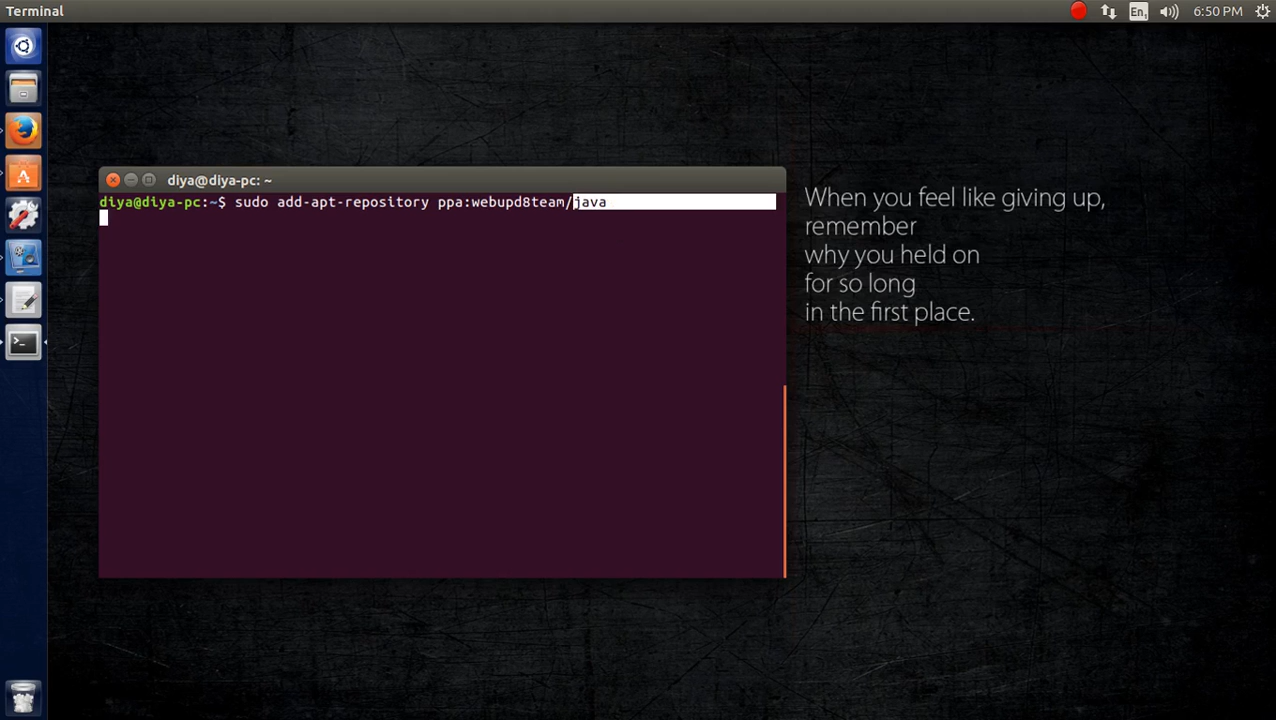 Terminal
En1
6:50 PM
diya@diya-pc: ~
diya@diya-pc:~$ sudo add-apt-repository ppa:webupd8team/java
When you feel like giving up,
remember
why you held on
for so long
in the first place.